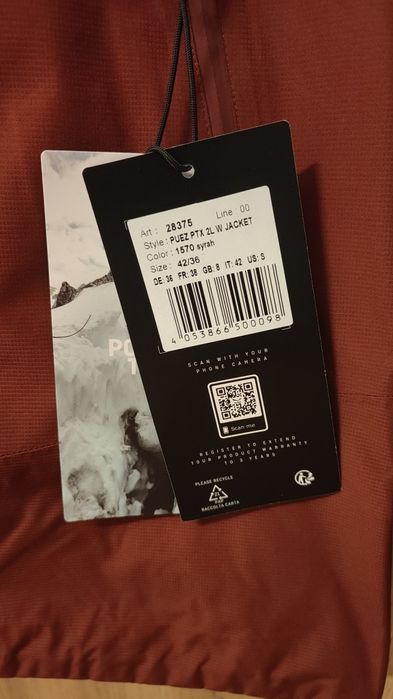 Art : 28375 Line 00
Style : PUEZ PTX 2L W JACKET
Color : 1570 syrah
Size : 42/36
DE: 36 FR: 38 GB: 8 IT: 42 US: S
4 053866 500098
SCAN WITH YOUR
PHONE CAMERA
Scan me
REGISTER TO EXTEND
YOUR PRODUCT WARRANTY
TO 3 YEARS
PLEASE RECYCLE
PAP
RACCOLTA CARTA